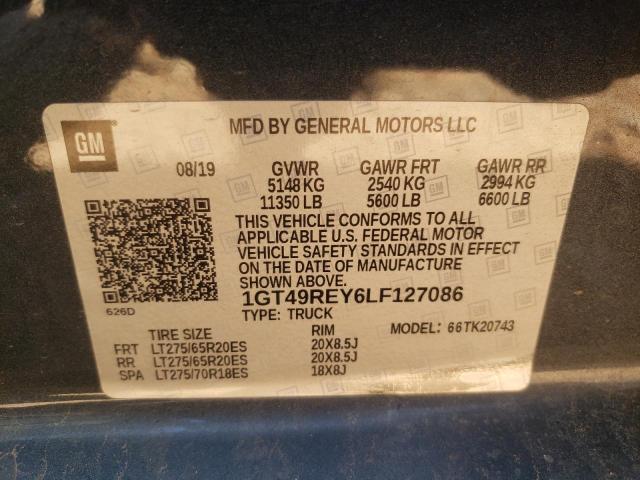 GM
MFD BY GENERAL MOTORS LLC
08/19 GVWR GAWR FRT GAWR RR
5148 KG 2540 KG 2994 KG
11350 LB 5600 LB 6600 LB
THIS VEHICLE CONFORMS TO ALL
APPLICABLE U.S. FEDERAL MOTOR
VEHICLE SAFETY STANDARDS IN EFFECT
ON THE DATE OF MANUFACTURE
SHOWN ABOVE.
626D
1GT49REY6LF127086
TYPE: TRUCK
TIRE SIZE RIM MODEL: 66TK20743
FRT LT275/65R20ES 20X8.5J
RR LT275/65R20ES 20X8.5J
SPA LT275/70R18ES 18X8J